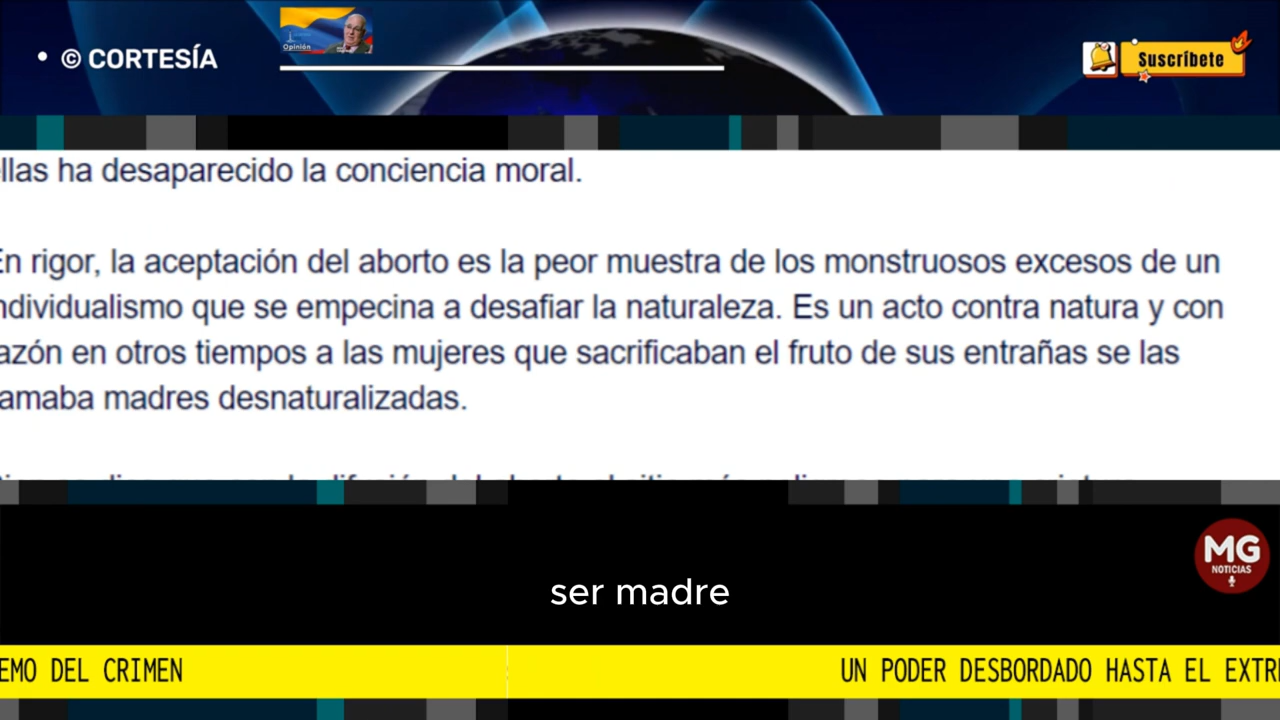 • © CORTESÍA
Opinión
Suscríbete
ellas ha desaparecido la conciencia moral.
En rigor, la aceptación del aborto es la peor muestra de los monstruosos excesos de un
ndividualismo que se empecina a desafiar la naturaleza. Es un acto contra natura y con
azón en otros tiempos a las mujeres que sacrificaban el fruto de sus entrañas se las
amaba madres desnaturalizadas.
MG
NOTICIAS
ser madre
EMO DEL CRIMEN UN PODER DESBORDADO HASTA EL EXTRE